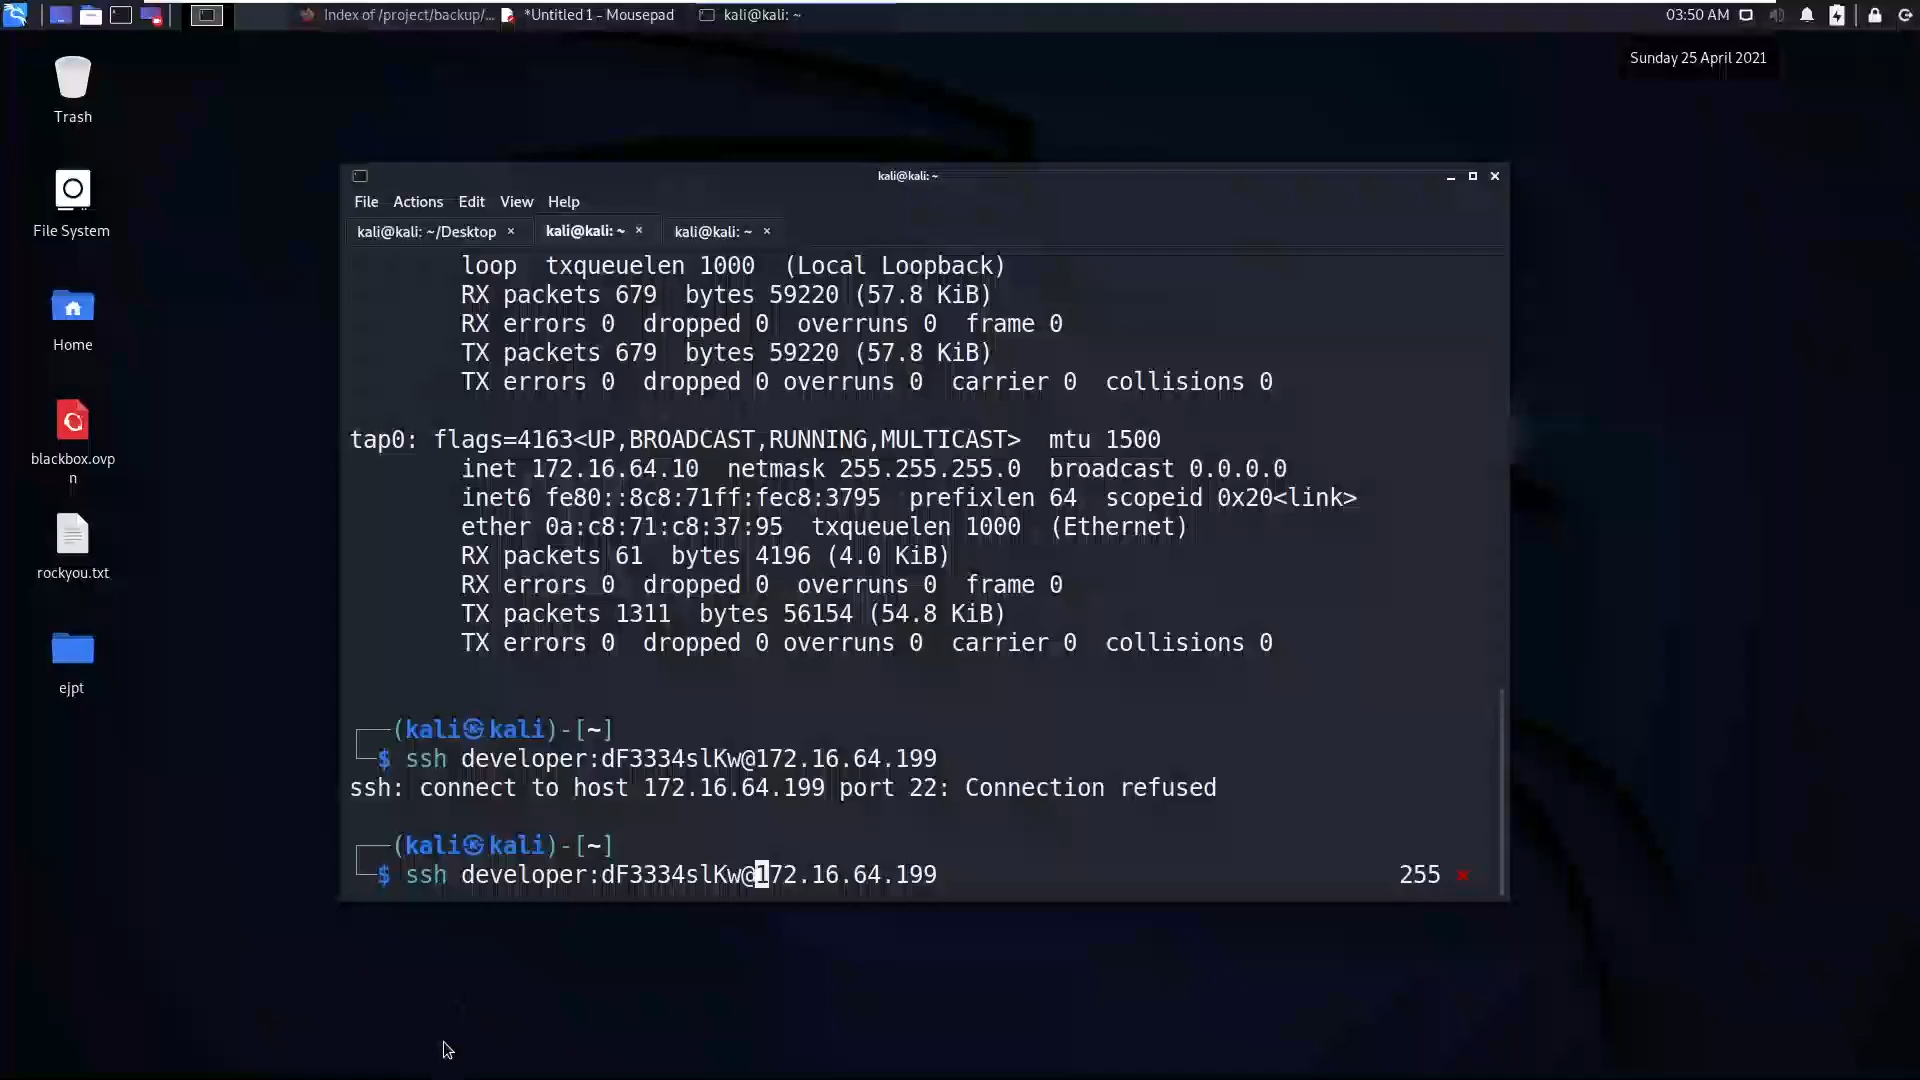 Index of /project/backup/...
*Untitled 1 - Mousepad
kali@kali: ~
03:50 AM
Sunday 25 April 2021
Trash
File System
Home
blackbox.ovp
n
rockyou.txt
ejpt
kali@kali: ~
File Actions Edit View Help
kali@kali: ~/Desktop × kali@kali: ~ × kali@kali: ~ ×
loop txqueuelen 1000 (Local Loopback)
RX packets 679 bytes 59220 (57.8 KiB)
RX errors 0 dropped 0 overruns 0 frame 0
TX packets 679 bytes 59220 (57.8 KiB)
TX errors 0 dropped 0 overruns 0 carrier 0 collisions 0
tap0: flags=4163<UP,BROADCAST,RUNNING,MULTICAST> mtu 1500
inet 172.16.64.10 netmask 255.255.255.0 broadcast 0.0.0.0
inet6 fe80::8c8:71ff:fec8:3795 prefixlen 64 scopeid 0x20<link>
ether 0a:c8:71:c8:37:95 txqueuelen 1000 (Ethernet)
RX packets 61 bytes 4196 (4.0 KiB)
RX errors 0 dropped 0 overruns 0 frame 0
TX packets 1311 bytes 56154 (54.8 KiB)
TX errors 0 dropped 0 overruns 0 carrier 0 collisions 0
┌──(kali㉿kali)-[~]
└─$ ssh developer:dF3334slKw@172.16.64.199
ssh: connect to host 172.16.64.199 port 22: Connection refused
┌──(kali㉿kali)-[~]
└─$ ssh developer:dF3334slKw@172.16.64.199 255 ×